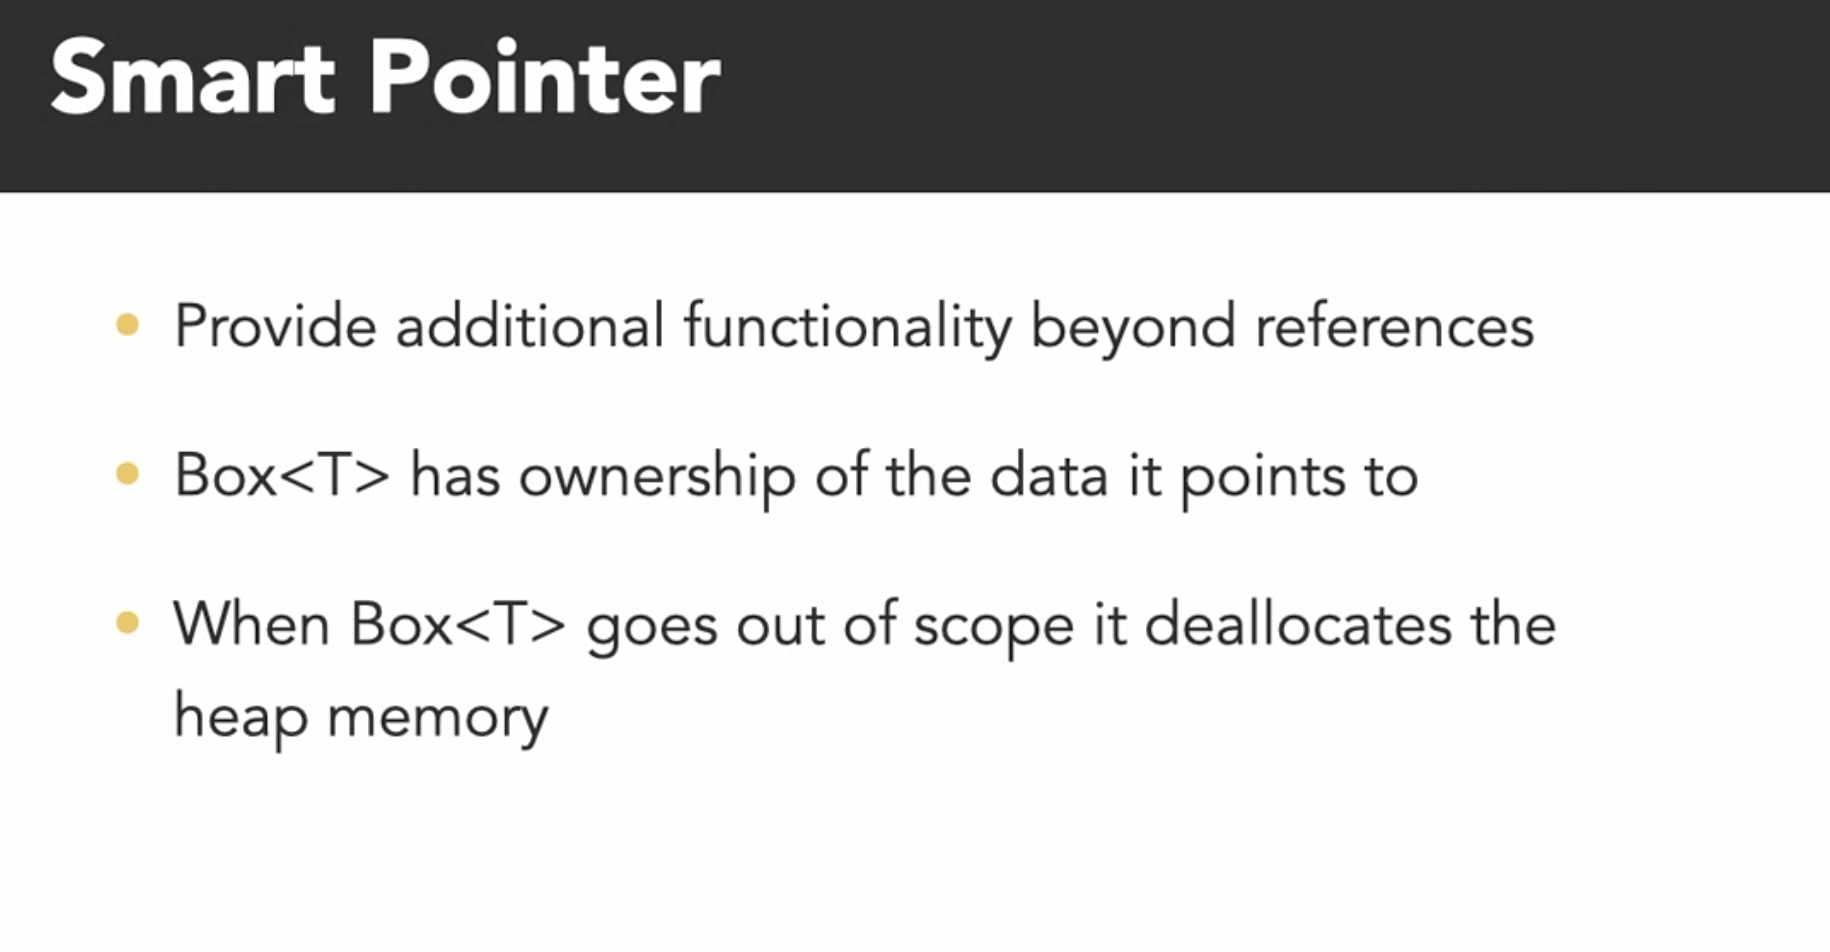 Smart Pointer
• Provide additional functionality beyond references
• Box<T> has ownership of the data it points to
• When Box<T> goes out of scope it deallocates the
heap memory